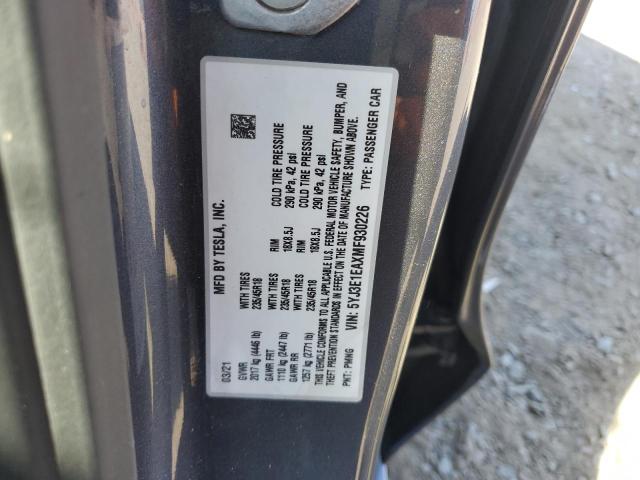 MFD BY TESLA, INC.
03/21
GVWR WITH TIRES RIM COLD TIRE PRESSURE
2017 kg (4446 lb) 235/45R18 18X8.5J 290 kPa, 42 psi
GAWR FRT WITH TIRES RIM COLD TIRE PRESSURE
1110 kg (2447 lb) 235/45R18 18X8.5J 290 kPa, 42 psi
GAWR RR
1257 kg (2771 lb) 235/45R18
THIS VEHICLE CONFORMS TO ALL APPLICABLE U.S. FEDERAL MOTOR VEHICLE SAFETY, BUMPER, AND
THEFT PREVENTION STANDARDS IN EFFECT ON THE DATE OF MANUFACTURE SHOWN ABOVE.
VIN: 5YJ3E1EAXMF930226
PNT: PMNG TYPE: PASSENGER CAR